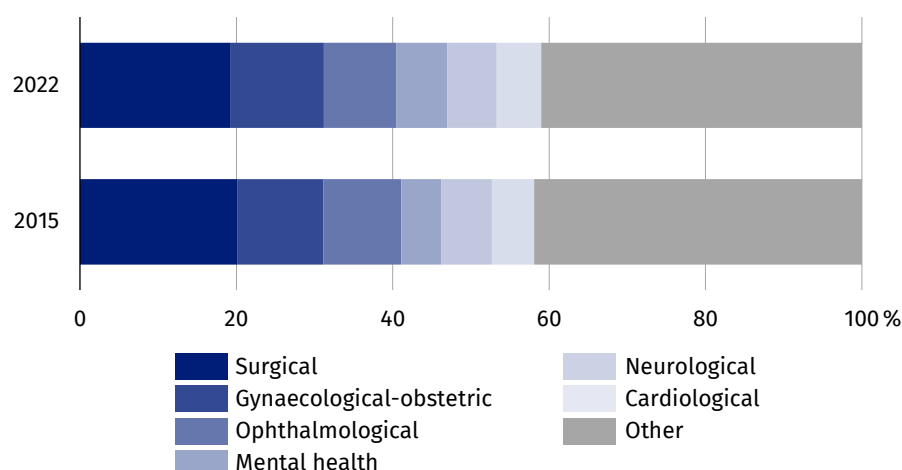 2022
2015
0 20 40 60 80 100 %
Surgical
Gynaecological-obstetric
Ophthalmological
Mental health
Neurological
Cardiological
Other